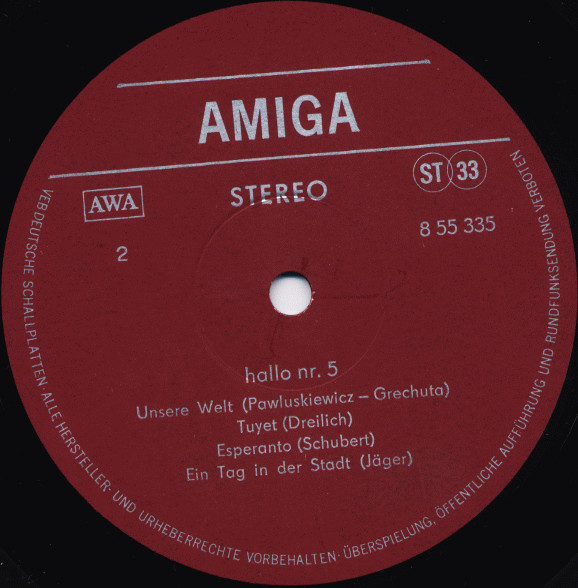 AMIGA
STEREO
ST 33
AWA
8 55 335
2
hallo nr. 5
Unsere Welt (Pawluskiewicz – Grechuta)
Tuyet (Dreilich)
Esperanto (Schubert)
Ein Tag in der Stadt (Jäger)
VEB DEUTSCHE SCHALLPLATTEN · ALLE HERSTELLER- UND URHEBERRECHTE VORBEHALTEN · ÜBERSPIELUNG, ÖFFENTLICHE AUFFÜHRUNG UND RUNDFUNKSENDUNG VERBOTEN